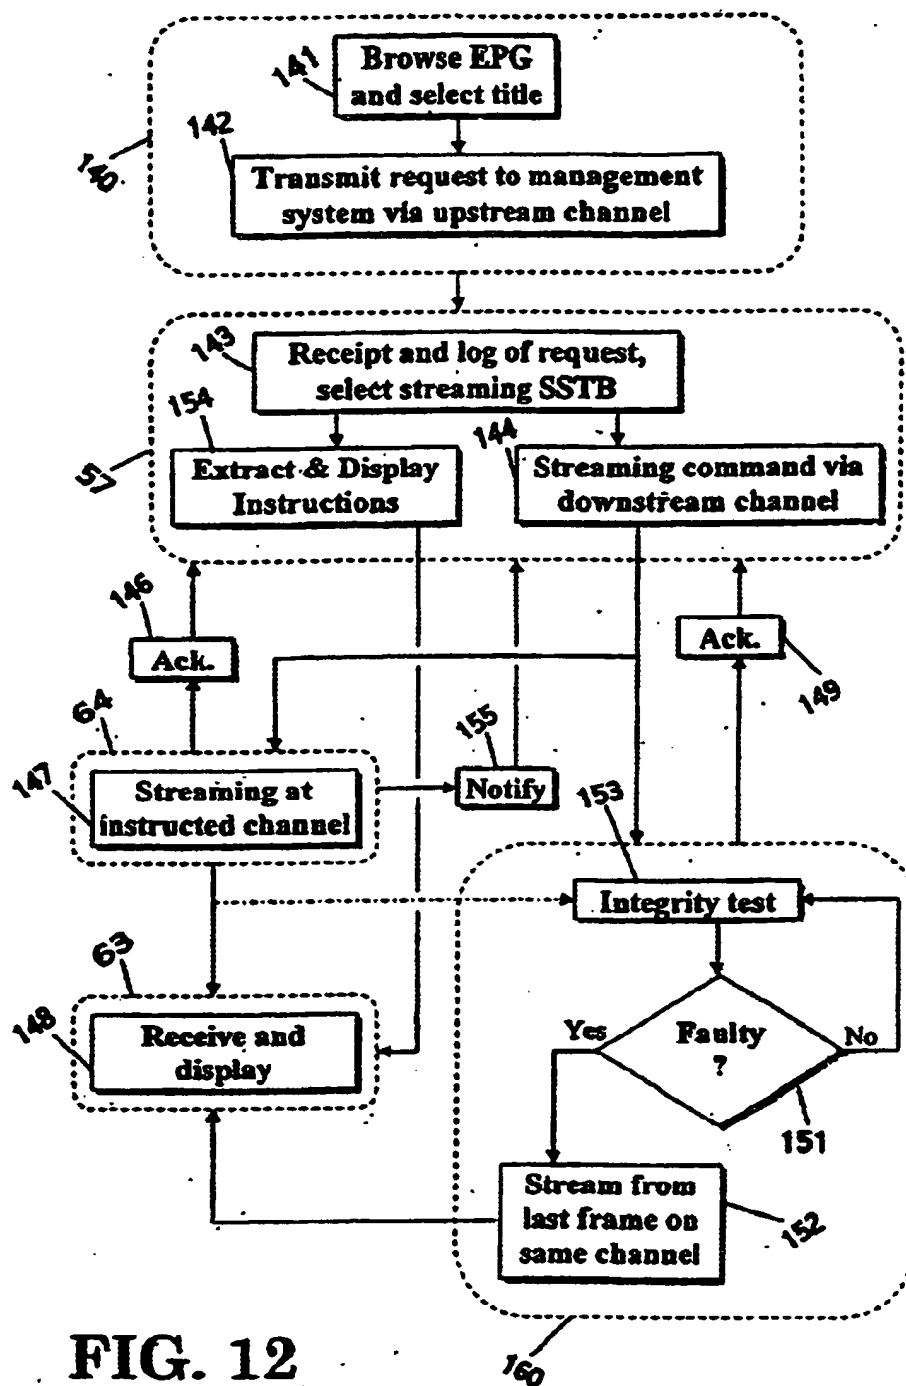 141
Browse EPG
and select title
142
140
Transmit request to management
system via upstream channel
143
Receipt and log of request,
select streaming SSTB
154
144
57
Extract & Display
Instructions
Streaming command via
downstream channel
146
Ack.
Ack.
149
64
155
147
Streaming at
instructed channel
Notify
153
Integrity test
63
148
Receive and
display
Yes
Faulty
?
No
151
Stream from
last frame on
same channel
152
FIG. 12
160